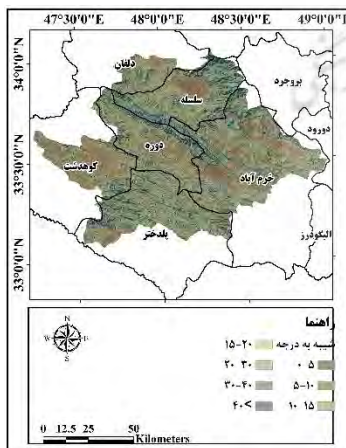 47°30'0" 48°0'0" 48°30'0" 49°0'0"
34°0'0"
33°30'0"
33°0'0"
دلفان
سلسله
بروجرد
دورود
دوره
کوهدشت
خرم آباد
الیگودرز
پلدختر
راهنما
شیبه به درجه
۱۵-۲۰
۰ ۵
۲۰ ۳۰
۵-۱۰
۳۰-۴۰
۱۰ ۱۵
۴۰<
N
W E
S
0 12.5 25 50
Kilometers